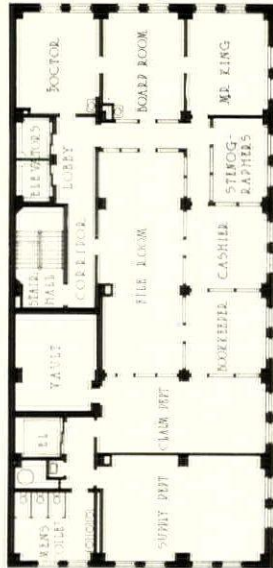 DOCTOR
BOARD ROOM
MR KING
ELEVATORS
LOBBY
STENOG-
RAPHERS
STAIR
HALL
CORRIDOR
FILE ROOM
CASHIER
VAULT
BOOKKEEPER
EL
CLAIM DEPT
MENS
TOILET
SUPPLY DEPT